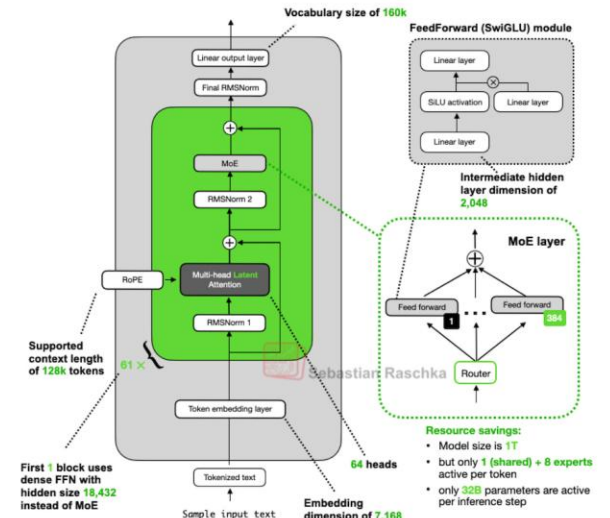 Vocabulary size of 160k
FeedForward (SwiGLU) module
Linear output layer
Final RMSNorm
Linear layer
SiLU activation
Linear layer
Linear layer
Intermediate hidden
layer dimension of
2,048
MoE
RMSNorm 2
Multi-head Latent
Attention
RoPE
RMSNorm 1
MoE layer
Feed forward
1
...
Feed forward
384
Router
Supported
context length
of 128k tokens
61 ×
Sebastian Raschka
Token embedding layer
Tokenized text
Sample input text
First 1 block uses
dense FFN with
hidden size 18,432
instead of MoE
64 heads
Embedding
dimension of 7,168
Resource savings:
• Model size is 1T
• but only 1 (shared) + 8 experts
active per token
• only 32B parameters are active
per inference step